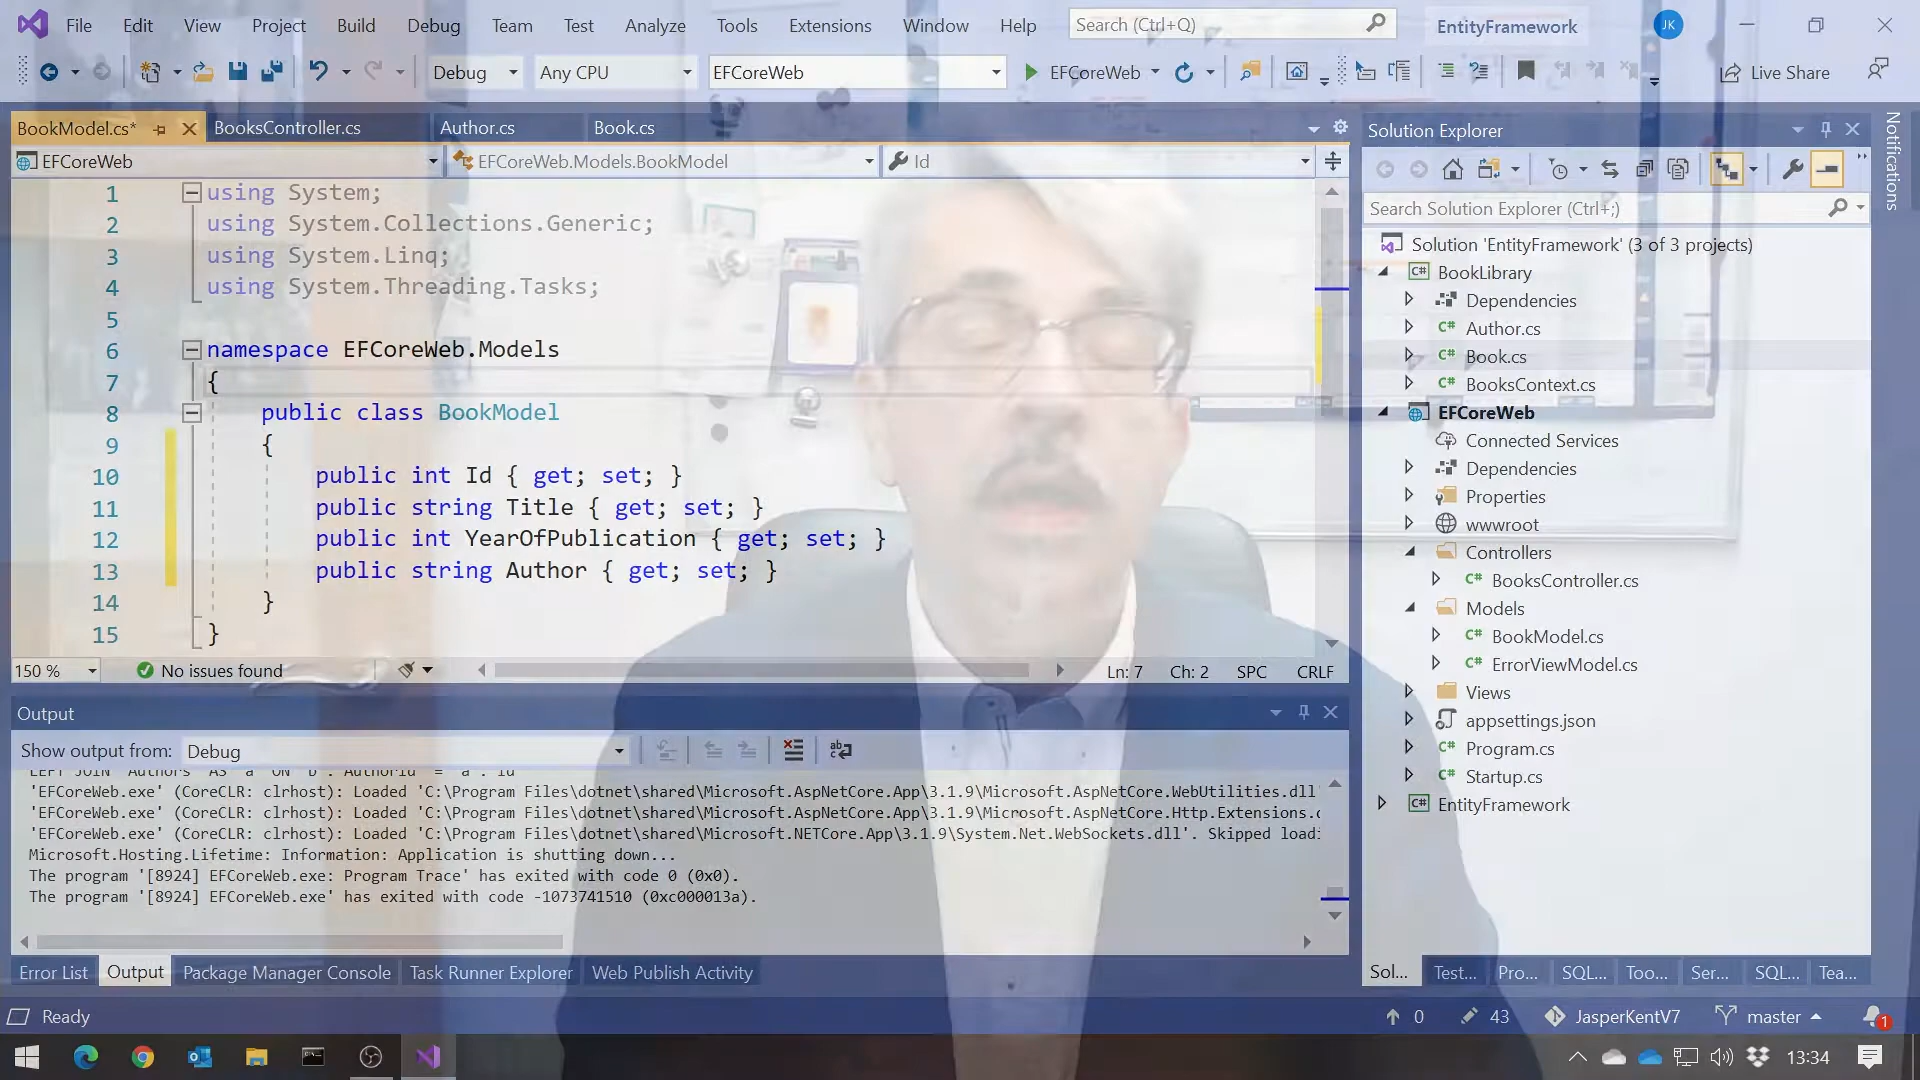 File Edit View Project Build Debug Team Test Analyze Tools Extensions Window Help Search (Ctrl+Q) EntityFramework JK
Debug Any CPU EFCoreWeb EFCoreWeb Live Share
BookModel.cs* BooksController.cs Author.cs Book.cs
EFCoreWeb EFCoreWeb.Models.BookModel Id
1 using System;
2 using System.Collections.Generic;
3 using System.Linq;
4 using System.Threading.Tasks;
5
6 namespace EFCoreWeb.Models
7 {
8 public class BookModel
9 {
10 public int Id { get; set; }
11 public string Title { get; set; }
12 public int YearOfPublication { get; set; }
13 public string Author { get; set; }
14 }
15 }
150 % No issues found Ln: 7 Ch: 2 SPC CRLF
Output
Show output from: Debug
'EFCoreWeb.exe' (CoreCLR: clrhost): Loaded 'C:\Program Files\dotnet\shared\Microsoft.AspNetCore.App\3.1.9\Microsoft.AspNetCore.WebUtilities.dll'
'EFCoreWeb.exe' (CoreCLR: clrhost): Loaded 'C:\Program Files\dotnet\shared\Microsoft.AspNetCore.App\3.1.9\Microsoft.AspNetCore.Http.Extensions.
'EFCoreWeb.exe' (CoreCLR: clrhost): Loaded 'C:\Program Files\dotnet\shared\Microsoft.NETCore.App\3.1.9\System.Net.WebSockets.dll'. Skipped loadi
Microsoft.Hosting.Lifetime: Information: Application is shutting down...
The program '[8924] EFCoreWeb.exe: Program Trace' has exited with code 0 (0x0).
The program '[8924] EFCoreWeb.exe' has exited with code -1073741510 (0xc000013a).
Error List Output Package Manager Console Task Runner Explorer Web Publish Activity
Solution Explorer
Search Solution Explorer (Ctrl+;)
Solution 'EntityFramework' (3 of 3 projects)
C# BookLibrary
Dependencies
C# Author.cs
C# Book.cs
C# BooksContext.cs
EFCoreWeb
Connected Services
Dependencies
Properties
wwwroot
Controllers
C# BooksController.cs
Models
C# BookModel.cs
C# ErrorViewModel.cs
Views
appsettings.json
C# Program.cs
C# Startup.cs
C# EntityFramework
Sol... Test... Pro... SQL... Too... Ser... SQL... Tea...
Notifications
Ready 0 43 JasperKentV7 master 1
13:34